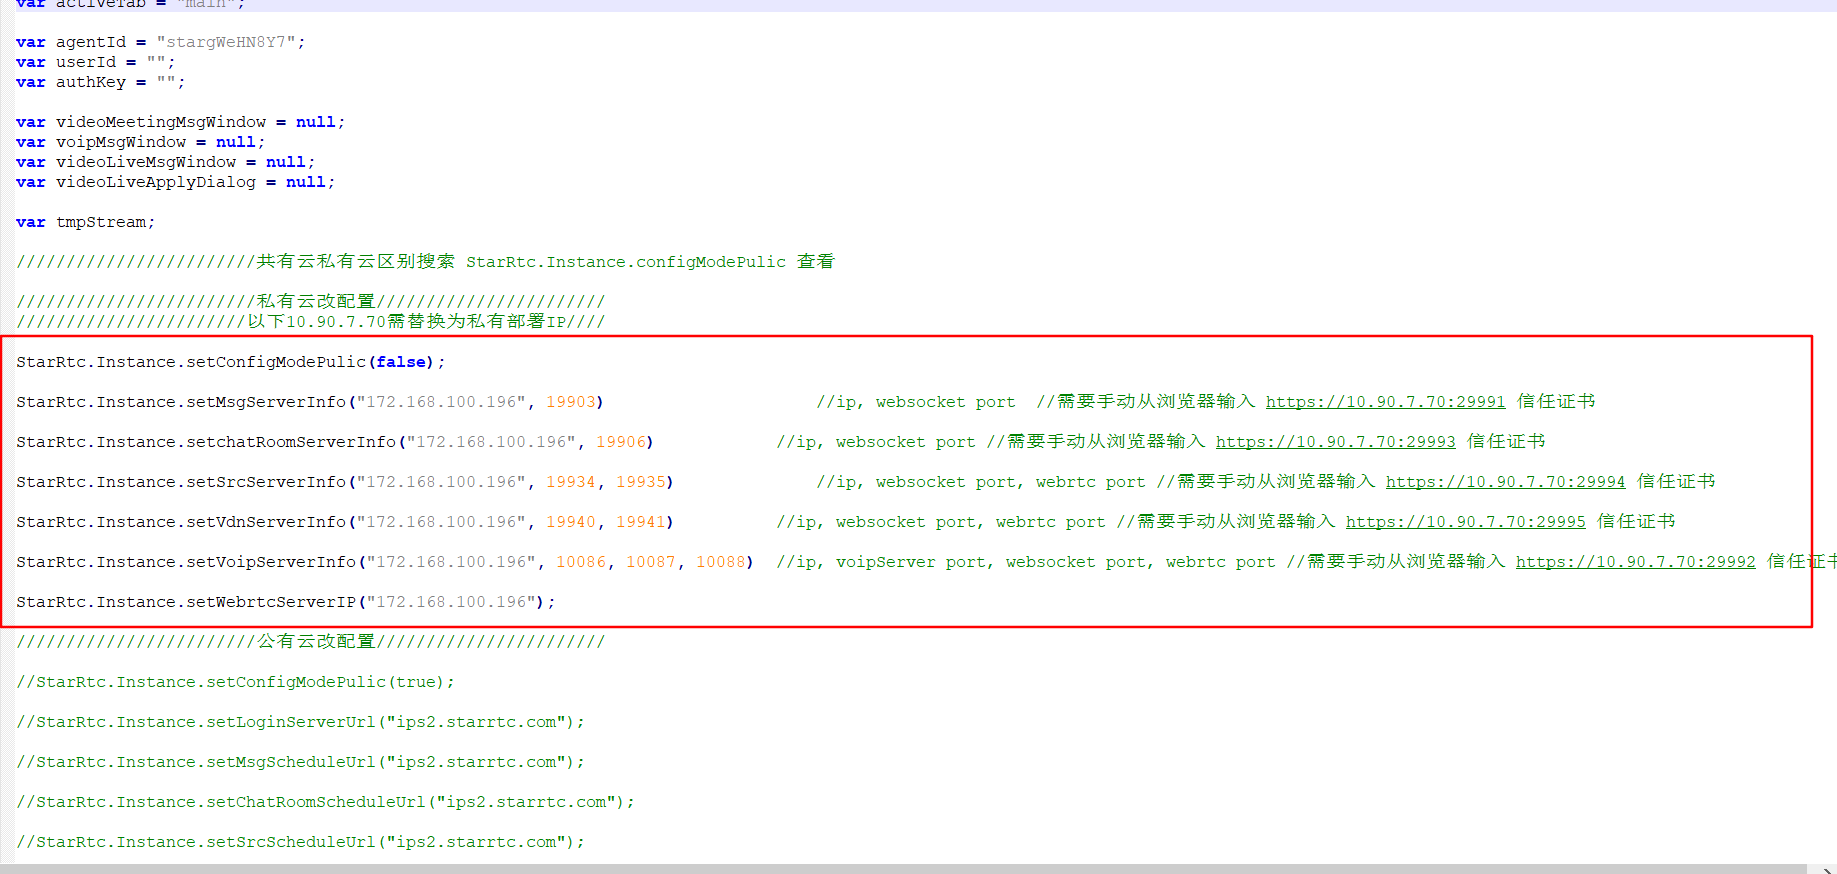 var activeTab = "main";
var agentId = "stargWeHN8Y7";
var userId = "";
var authKey = "";
var videoMeetingMsgWindow = null;
var voipMsgWindow = null;
var videoLiveMsgWindow = null;
var videoLiveApplyDialog = null;
var tmpStream;
////////////////////////共有云私有云区别搜索 StarRtc.Instance.configModePulic 查看
////////////////////////私有云改配置///////////////////////
///////////////////////以下10.90.7.70需替换为私有部署IP////
StarRtc.Instance.setConfigModePulic(false);
StarRtc.Instance.setMsgServerInfo("172.168.100.196", 19903) //ip, websocket port //需要手动从浏览器输入 https://10.90.7.70:29991 信任证书
StarRtc.Instance.setchatRoomServerInfo("172.168.100.196", 19906) //ip, websocket port //需要手动从浏览器输入 https://10.90.7.70:29993 信任证书
StarRtc.Instance.setSrcServerInfo("172.168.100.196", 19934, 19935) //ip, websocket port, webrtc port //需要手动从浏览器输入 https://10.90.7.70:29994 信任证书
StarRtc.Instance.setVdnServerInfo("172.168.100.196", 19940, 19941) //ip, websocket port, webrtc port //需要手动从浏览器输入 https://10.90.7.70:29995 信任证书
StarRtc.Instance.setVoipServerInfo("172.168.100.196", 10086, 10087, 10088) //ip, voipServer port, websocket port, webrtc port //需要手动从浏览器输入 https://10.90.7.70:29992 信任证书
StarRtc.Instance.setWebrtcServerIP("172.168.100.196");
////////////////////////公有云改配置///////////////////////
//StarRtc.Instance.setConfigModePulic(true);
//StarRtc.Instance.setLoginServerUrl("ips2.starrtc.com");
//StarRtc.Instance.setMsgScheduleUrl("ips2.starrtc.com");
//StarRtc.Instance.setChatRoomScheduleUrl("ips2.starrtc.com");
//StarRtc.Instance.setSrcScheduleUrl("ips2.starrtc.com");